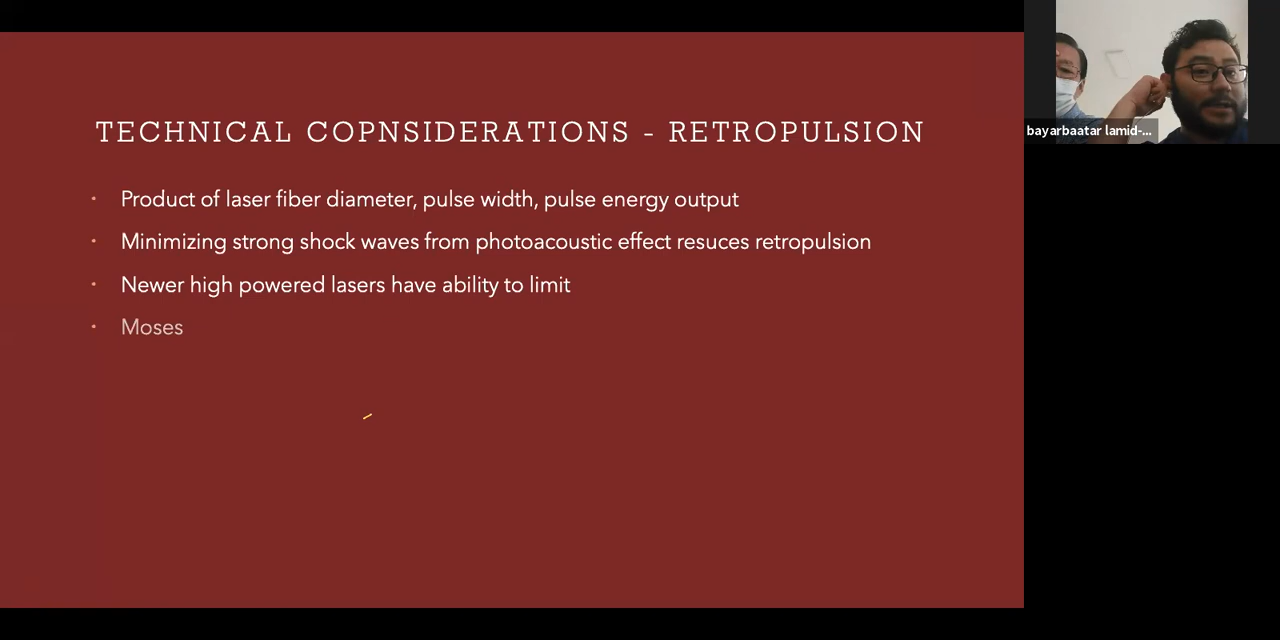 TECHNICAL COPNSIDERATIONS - RETROPULSION
• Product of laser fiber diameter, pulse width, pulse energy output
• Minimizing strong shock waves from photoacoustic effect resuces retropulsion
• Newer high powered lasers have ability to limit
• Moses
bayarbaatar lamid-...